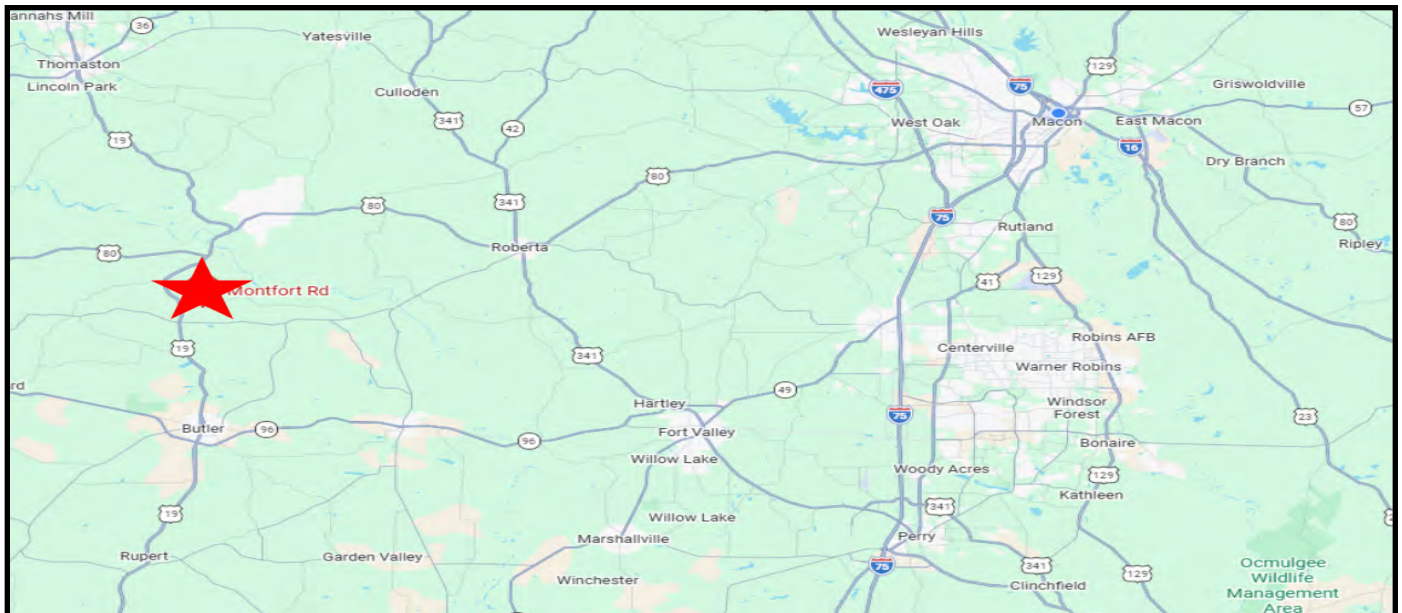 annahs Mill
36
Yatesville
Wesleyan Hills
Thomaston
Lincoln Park
129
Griswoldville
475
75
Culloden
57
341
42
West Oak
Macon
East Macon
19
16
Dry Branch
80
341
80
75
80
Rutland
Ripley
80
Roberta
41
129
Montfort Rd
Robins AFB
19
341
Centerville
Warner Robins
rd
49
Hartley
Windsor
Forest
75
23
Butler
96
96
Fort Valley
Bonaire
Willow Lake
Woody Acres
129
Kathleen
19
341
Willow Lake
Perry
Marshallville
Rupert
Garden Valley
75
341
129
Winchester
Clinchfield
Ocmulgee
Wildlife
Management
Area